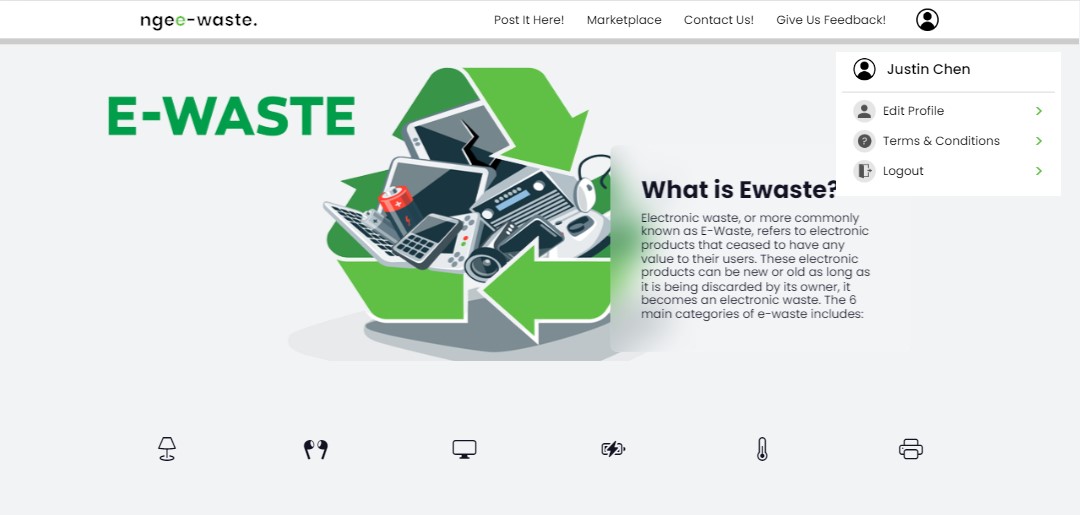 ngee-waste.
Post It Here!
Marketplace
Contact Us!
Give Us Feedback!
Justin Chen
Edit Profile
Terms & Conditions
Logout
E-WASTE
What is Ewaste?
Electronic waste, or more commonly
known as E-Waste, refers to electronic
products that ceased to have any
value to their users. These electronic
products can be new or old as long as
it is being discarded by its owner, it
becomes an electronic waste. The 6
main categories of e-waste includes: